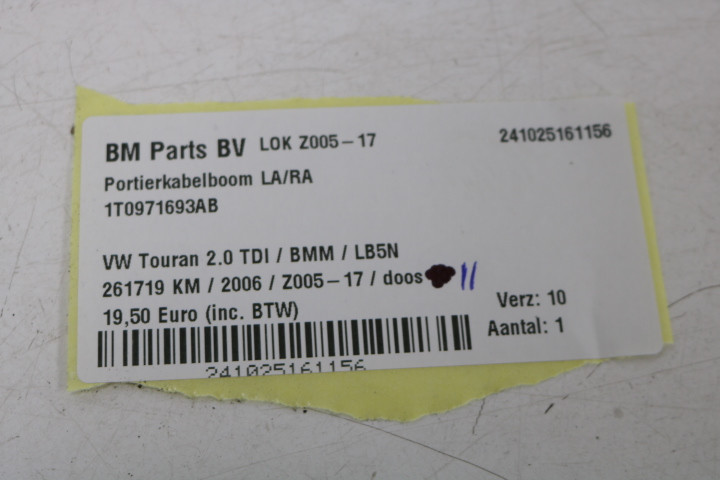 BM Parts BV LOK Z005-17 241025161156
Portierkabelboom LA/RA
1T0971693AB
VW Touran 2.0 TDI / BMM / LB5N
261719 KM / 2006 / Z005-17 / doos 11
19,50 Euro (inc. BTW)
Verz: 10
Aantal: 1
241025161156